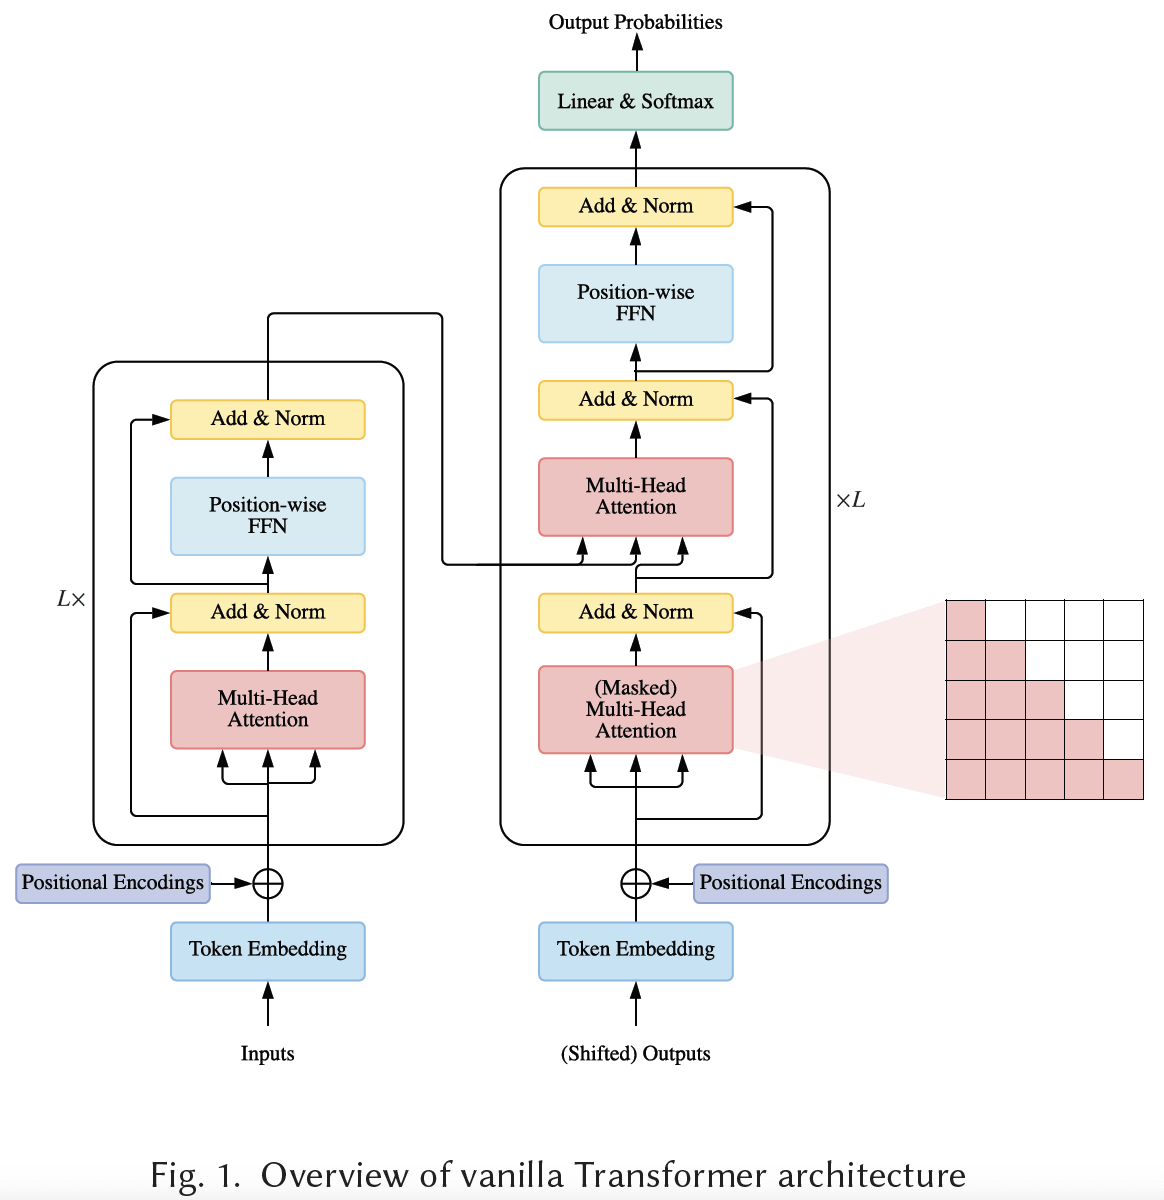 Output Probabilities
Linear & Softmax
Add & Norm
Position-wise
FFN
Add & Norm
Multi-Head
Attention
×L
Add & Norm
(Masked)
Multi-Head
Attention
Positional Encodings
Token Embedding
(Shifted) Outputs
Add & Norm
Position-wise
FFN
L×
Add & Norm
Multi-Head
Attention
Positional Encodings
Token Embedding
Inputs
Fig. 1. Overview of vanilla Transformer architecture